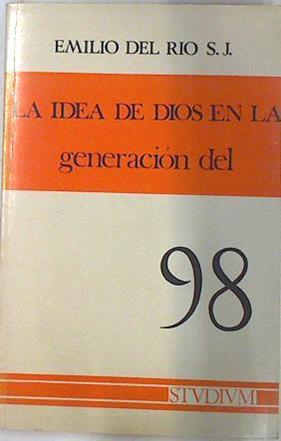 EMILIO DEL RIO S. J.
LA IDEA DE DIOS EN LA
generación del
98
STVDIVM